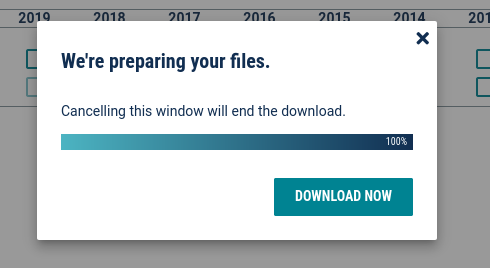 2019 2018 2017 2016 2015 2014 201
We're preparing your files.
Cancelling this window will end the download.
100%
DOWNLOAD NOW